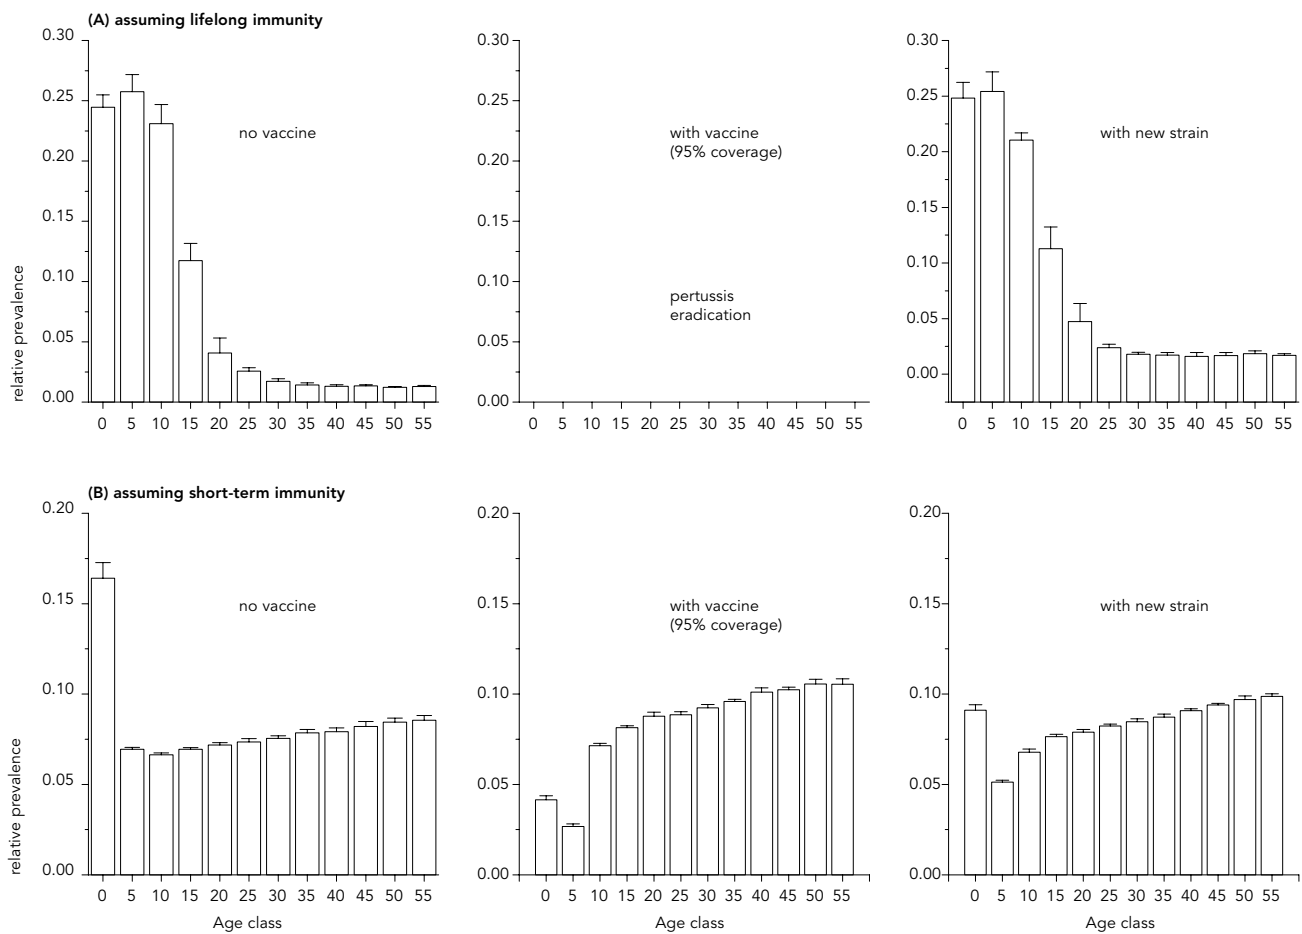 (A) assuming lifelong immunity
relative prevalence
0.30
0.25
0.20
0.15
0.10
0.05
0.00
no vaccine
0 5 10 15 20 25 30 35 40 45 50 55
0.30
0.25
0.20
0.15
0.10
0.05
0.00
with vaccine
(95% coverage)
pertussis
eradication
0 5 10 15 20 25 30 35 40 45 50 55
0.30
0.25
0.20
0.15
0.10
0.05
0.00
with new strain
0 5 10 15 20 25 30 35 40 45 50 55
(B) assuming short-term immunity
relative prevalence
0.20
0.15
0.10
0.05
0.00
no vaccine
0 5 10 15 20 25 30 35 40 45 50 55
Age class
0.20
0.15
0.10
0.05
0.00
with vaccine
(95% coverage)
0 5 10 15 20 25 30 35 40 45 50 55
Age class
0.20
0.15
0.10
0.05
0.00
with new strain
0 5 10 15 20 25 30 35 40 45 50 55
Age class